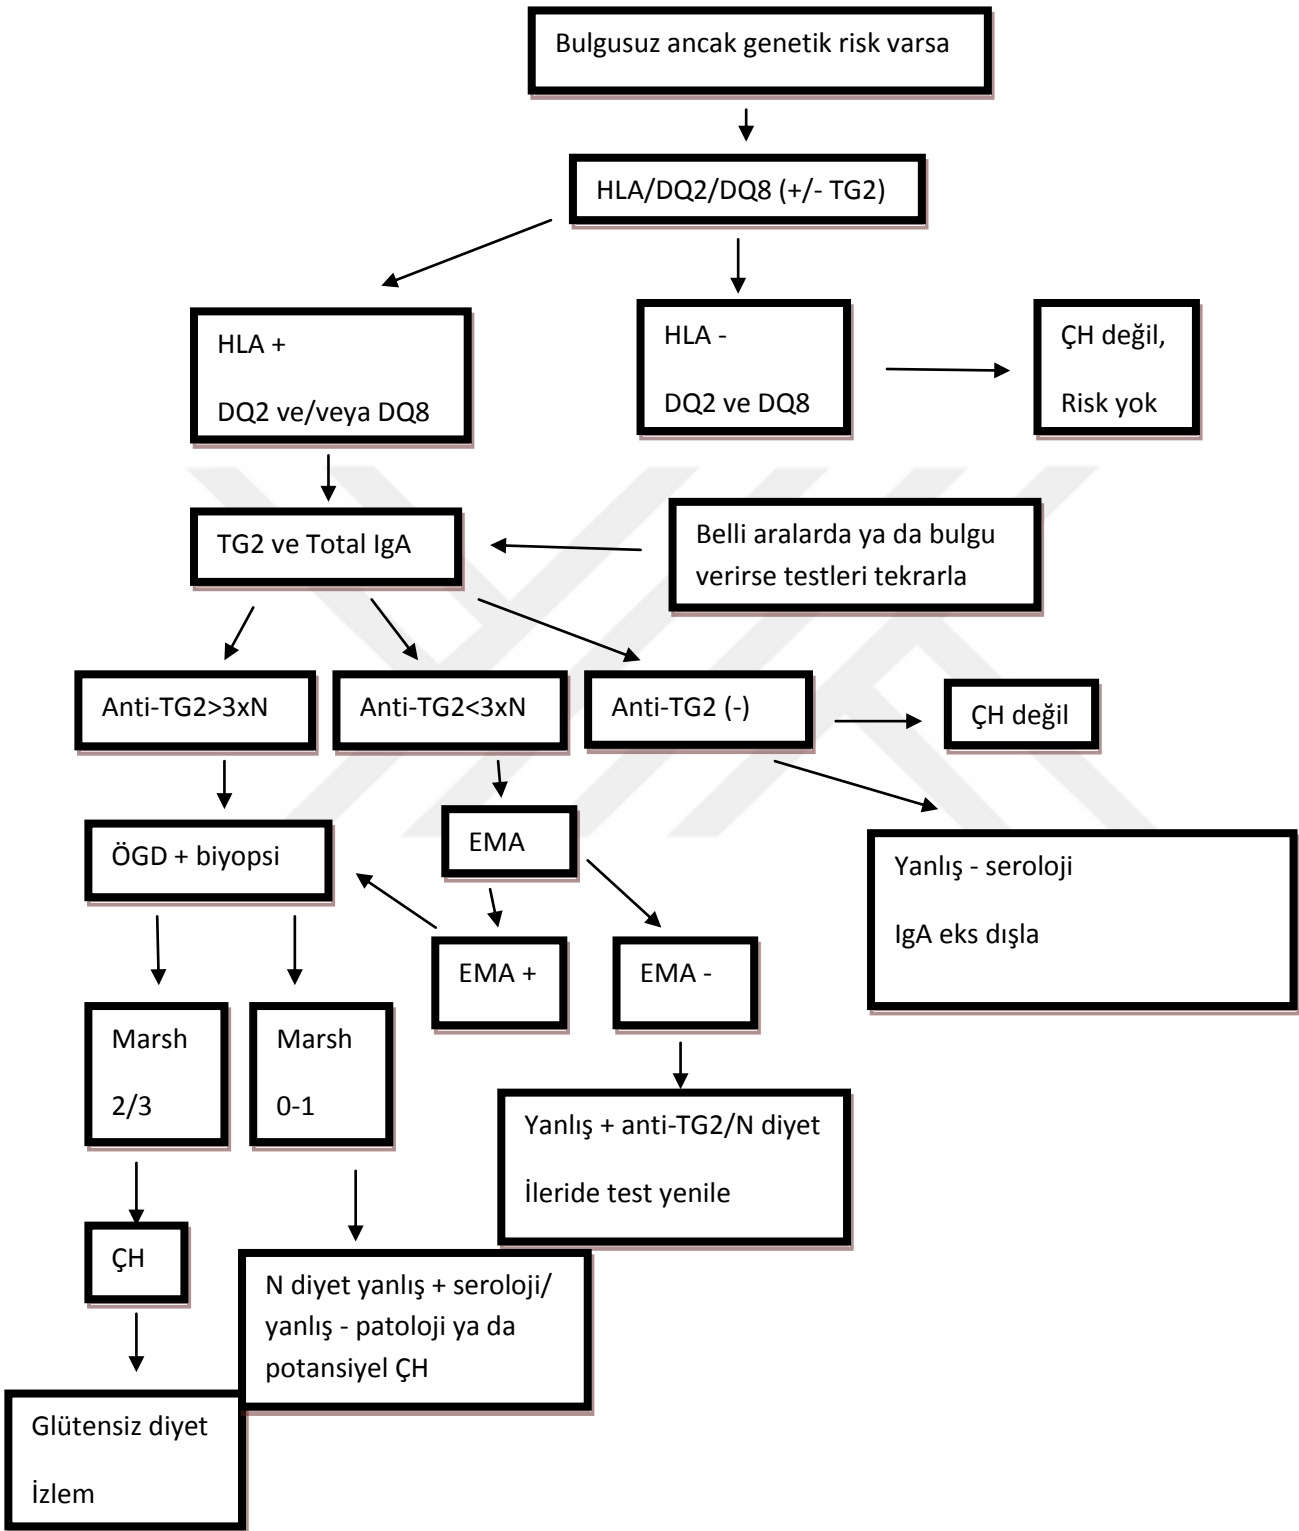 Bulgusuz ancak genetik risk varsa
HLA/DQ2/DQ8 (+/- TG2)
HLA +
DQ2 ve/veya DQ8
HLA -
DQ2 ve DQ8
ÇH değil,
Risk yok
TG2 ve Total IgA
Belli aralarda ya da bulgu
verirse testleri tekrarla
Anti-TG2>3xN
Anti-TG2<3xN
Anti-TG2 (-)
ÇH değil
ÖGD + biyopsi
EMA
Yanlış - seroloji
IgA eks dışla
EMA +
EMA -
Marsh
2/3
Marsh
0-1
Yanlış + anti-TG2/N diyet
İleride test yenile
ÇH
N diyet yanlış + seroloji/
yanlış - patoloji ya da
potansiyel ÇH
Glütensiz diyet
İzlem